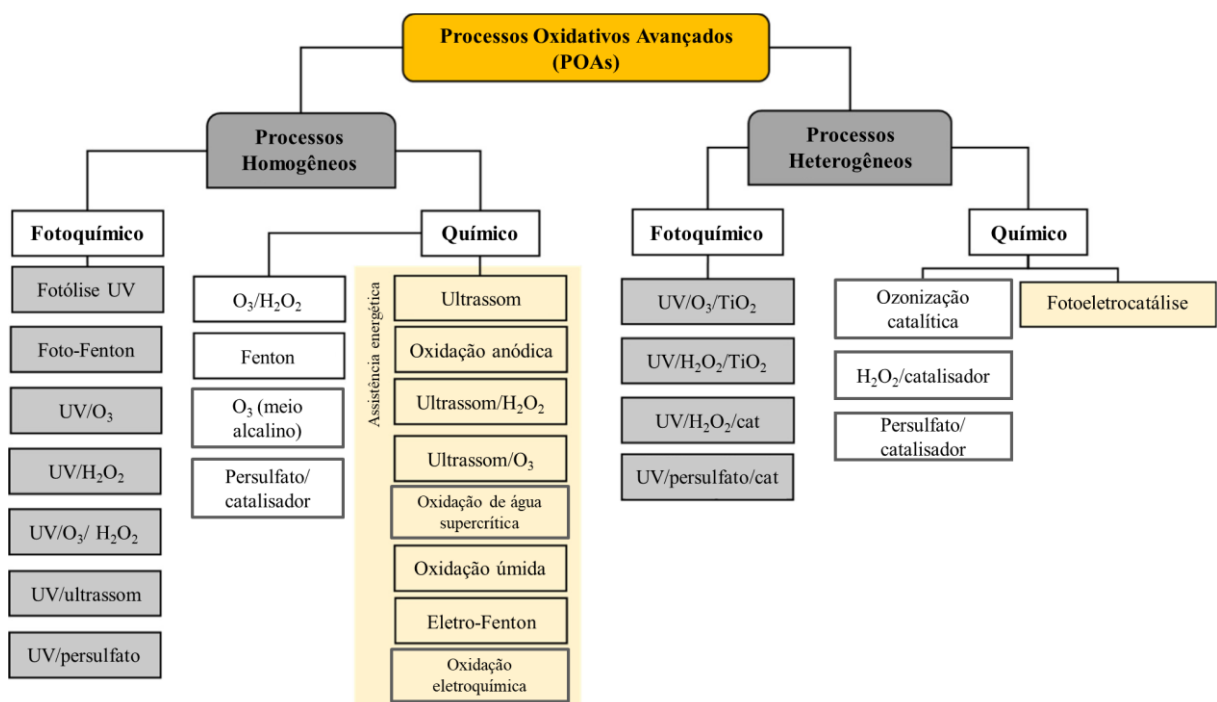 Processos Oxidativos Avançados
(POAs)
Processos
Homogêneos
Processos
Heterogêneos
Fotoquímico
Químico
Fotoquímico
Químico
Fotólise UV
Foto-Fenton
UV/O₃
UV/H₂O₂
UV/O₃/ H₂O₂
UV/ultrassom
UV/persulfato
O₃/H₂O₂
Fenton
O₃ (meio
alcalino)
Persulfato/
catalisador
Assistência energética
Ultrassom
Oxidação anódica
Ultrassom/H₂O₂
Ultrassom/O₃
Oxidação de água
supercrítica
Oxidação úmida
Eletro-Fenton
Oxidação
eletroquímica
UV/O₃/TiO₂
UV/H₂O₂/TiO₂
UV/H₂O₂/cat
UV/persulfato/cat
Ozonização
catalítica
H₂O₂/catalisador
Persulfato/
catalisador
Fotoeletrocatálise